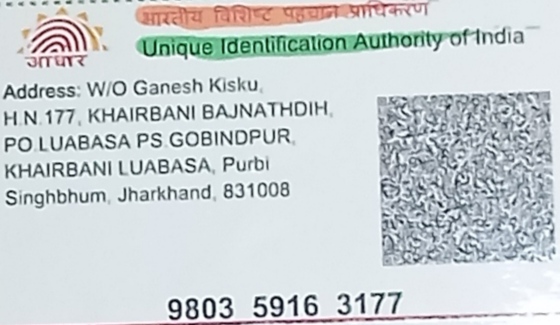 भारतीय विशिष्ट पहचान प्राधिकरण
Unique Identification Authority of India
आधार
Address: W/O Ganesh Kisku,
H.N.177, KHAIRBANI BAJNATHDIH,
PO.LUABASA PS.GOBINDPUR,
KHAIRBANI LUABASA, Purbi
Singhbhum, Jharkhand, 831008
9803 5916 3177